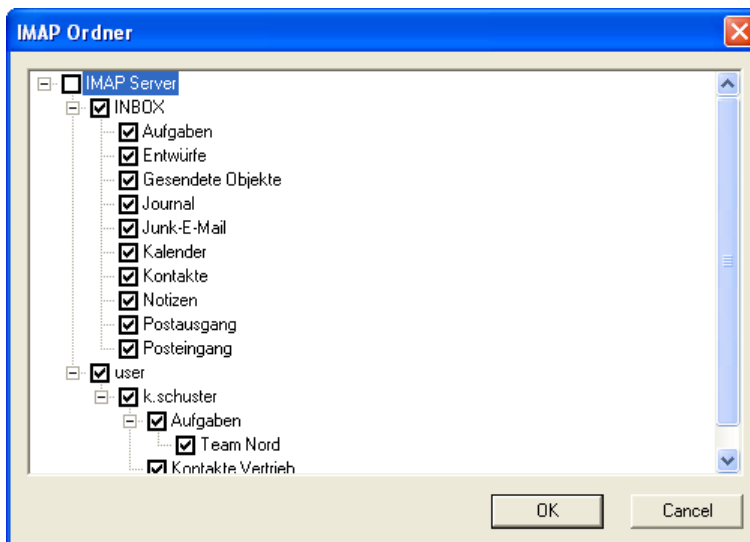 IMAP Ordner
IMAP Server
INBOX
Aufgaben
Entwürfe
Gesendete Objekte
Journal
Junk-E-Mail
Kalender
Kontakte
Notizen
Postausgang
Posteingang
user
k.schuster
Aufgaben
Team Nord
Kontakte Vertrieb
OK
Cancel